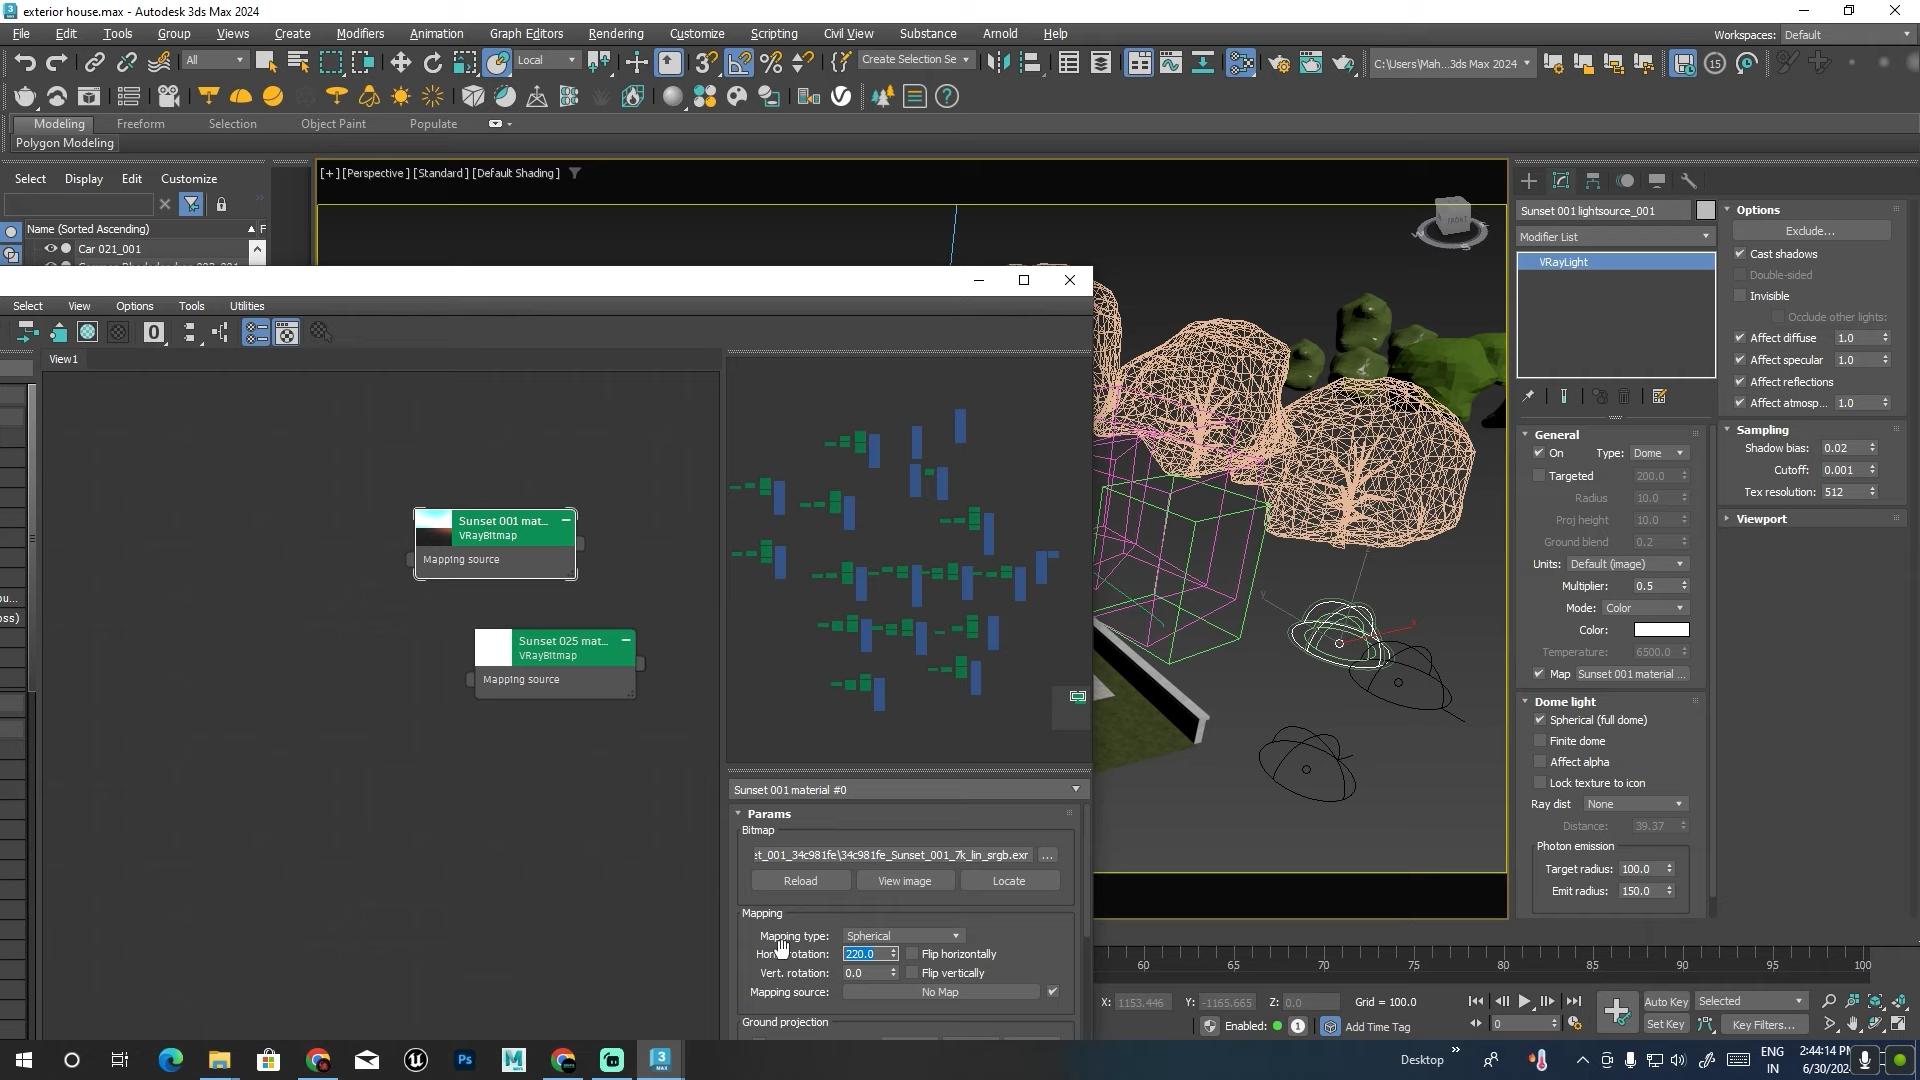 exterior house.max - Autodesk 3ds Max 2024
File Edit Tools Group Views Create Modifiers Animation Graph Editors Rendering Customize Scripting Civil View Substance Arnold Help
Workspaces: Default
All
Local
Create Selection Se
C:\Users\Mah...3ds Max 2024
15
Modeling Freeform Selection Object Paint Populate
Polygon Modeling
Select Display Edit Customize
Name (Sorted Ascending)
Car 021_001
[+] [Perspective] [Standard] [Default Shading]
FRONT
Select View Options Tools Utilities
View1
Sunset 001 mat...
VRayBitmap
Mapping source
Sunset 025 mat...
VRayBitmap
Mapping source
Sunset 001 material #0
Params
Bitmap
:t_001_34c981fe\34c981fe_Sunset_001_7k_lin_srgb.exr
...
Reload View image Locate
Mapping
Mapping type: Spherical
220.0 Flip horizontally
Vert. rotation: 0.0 Flip vertically
Mapping source: No Map
Ground projection
Sunset 001 lightsource_001
Modifier List
VRayLight
General
On Type: Dome
Targeted 200.0
Radius 10.0
Proj height 10.0
Ground blend 0.2
Units: Default (image)
Multiplier: 0.5
Mode: Color
Color:
Temperature: 6500.0
Map Sunset 001 material ...
Dome light
Spherical (full dome)
Finite dome
Affect alpha
Lock texture to icon
Ray dist None
Distance: 39.37
Photon emission
Target radius: 100.0
Emit radius: 150.0
Options
Exclude...
Cast shadows
Double-sided
Invisible
Occlude other lights:
Affect diffuse 1.0
Affect specular 1.0
Affect reflections
Affect atmosp... 1.0
Sampling
Shadow bias: 0.02
Cutoff: 0.001
Tex resolution: 512
Viewport
60 65 70 75 80 85 90 95 100
X: 1153.446 Y: -1165.665 Z: 0.0 Grid = 100.0
Enabled: 1 Add Time Tag
0
Auto Key Selected
Set Key Key Filters...
Desktop
ENG
IN
2:44:14 PM